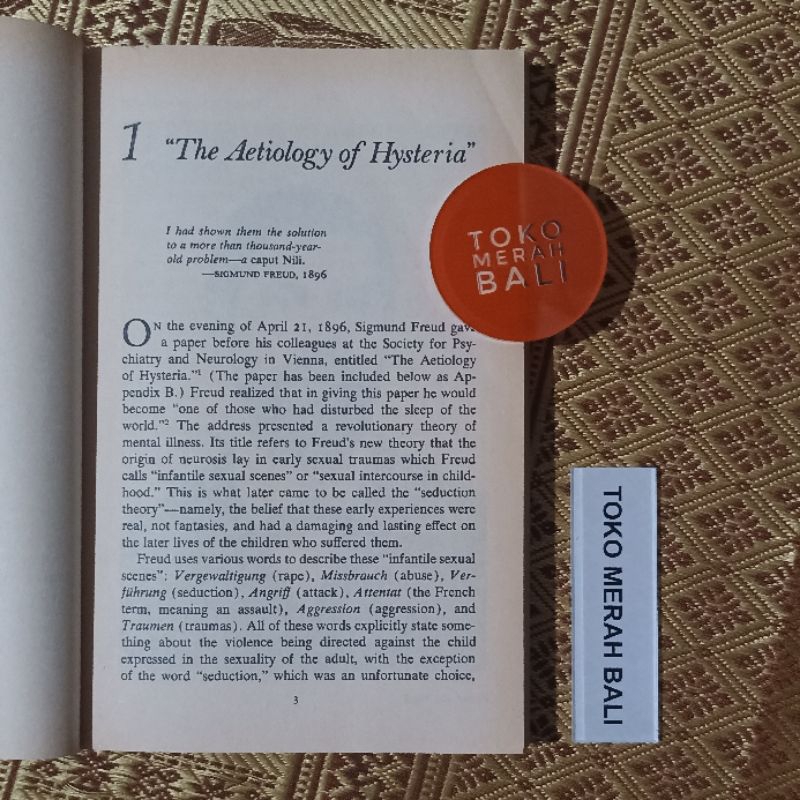 1 "The Aetiology of Hysteria"
I had shown them the solution
to a more than thousand-year-
old problem—a caput Nili.
—SIGMUND FREUD, 1896
ON the evening of April 21, 1896, Sigmund Freud gave
a paper before his colleagues at the Society for Psy-
chiatry and Neurology in Vienna, entitled "The Aetiology
of Hysteria."1 (The paper has been included below as Ap-
pendix B.) Freud realized that in giving this paper he would
become "one of those who had disturbed the sleep of the
world."2 The address presented a revolutionary theory of
mental illness. Its title refers to Freud's new theory that the
origin of neurosis lay in early sexual traumas which Freud
calls "infantile sexual scenes" or "sexual intercourse in child-
hood." This is what later came to be called the "seduction
theory"—namely, the belief that these early experiences were
real, not fantasies, and had a damaging and lasting effect on
the later lives of the children who suffered them.
Freud uses various words to describe these "infantile sexual
scenes": Vergewaltigung (rape), Missbrauch (abuse), Ver-
führung (seduction), Angriff (attack), Attentat (the French
term, meaning an assault), Aggression (aggression), and
Traumen (traumas). All of these words explicitly state some-
thing about the violence being directed against the child
expressed in the sexuality of the adult, with the exception
of the word "seduction," which was an unfortunate choice,
3
TOKO
MERAH
BALI
TOKO MERAH BALI